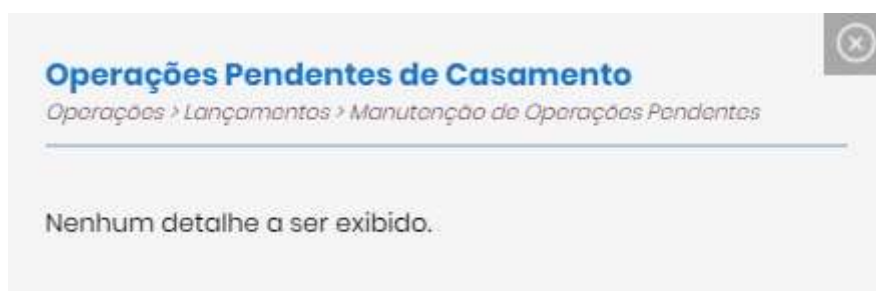 Operações Pendentes de Casamento
Operações > Lançamentos > Manutenção de Operações Pendentes
Nenhum detalhe a ser exibido.